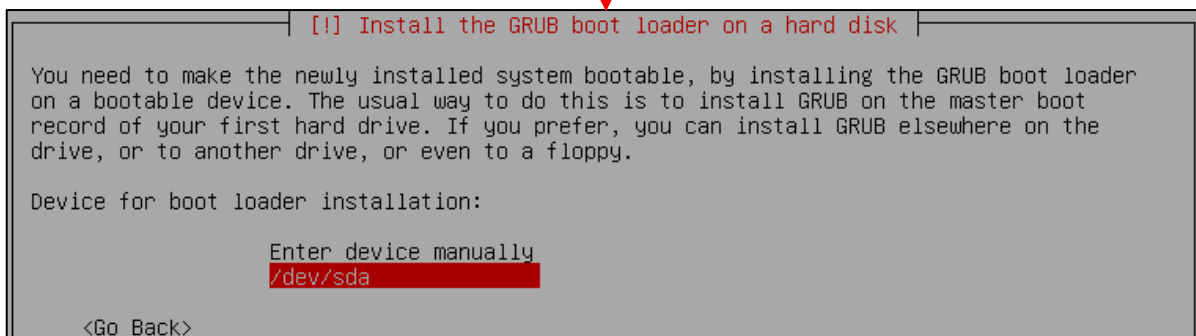 [!] Install the GRUB boot loader on a hard disk
You need to make the newly installed system bootable, by installing the GRUB boot loader
on a bootable device. The usual way to do this is to install GRUB on the master boot
record of your first hard drive. If you prefer, you can install GRUB elsewhere on the
drive, or to another drive, or even to a floppy.
Device for boot loader installation:
Enter device manually
/dev/sda
<Go Back>